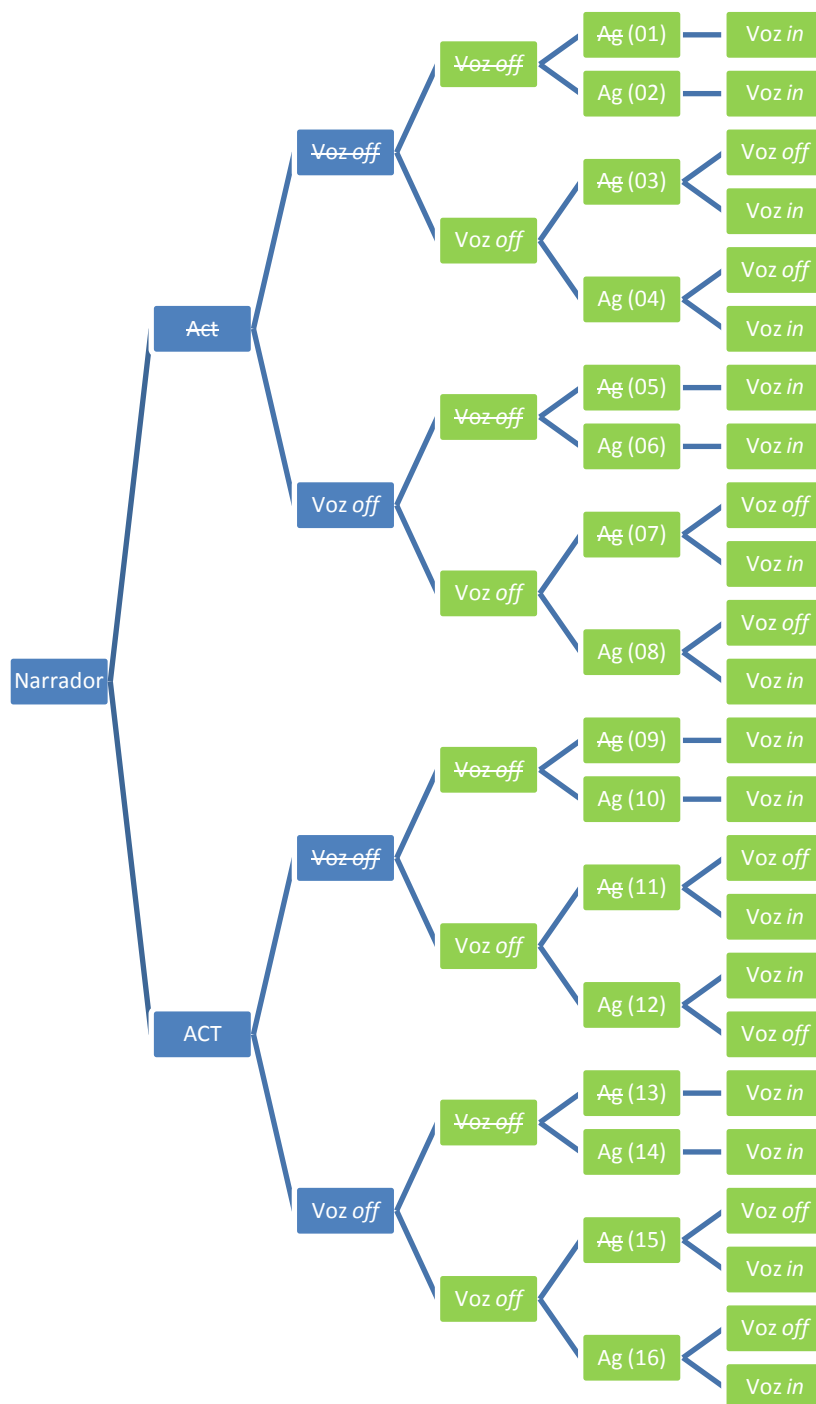 Ag (01)
Voz in
Voz off
Ag (02)
Voz in
Voz off
Voz off
Ag (03)
Voz in
Voz off
Voz off
Ag (04)
Voz in
Act
Ag (05)
Voz in
Voz off
Ag (06)
Voz in
Voz off
Voz off
Ag (07)
Voz in
Voz off
Voz off
Ag (08)
Voz in
Narrador
Ag (09)
Voz in
Voz off
Ag (10)
Voz in
Voz off
Voz off
Ag (11)
Voz in
Voz off
Voz in
Ag (12)
Voz off
ACT
Ag (13)
Voz in
Voz off
Ag (14)
Voz in
Voz off
Voz off
Ag (15)
Voz in
Voz off
Voz off
Ag (16)
Voz in